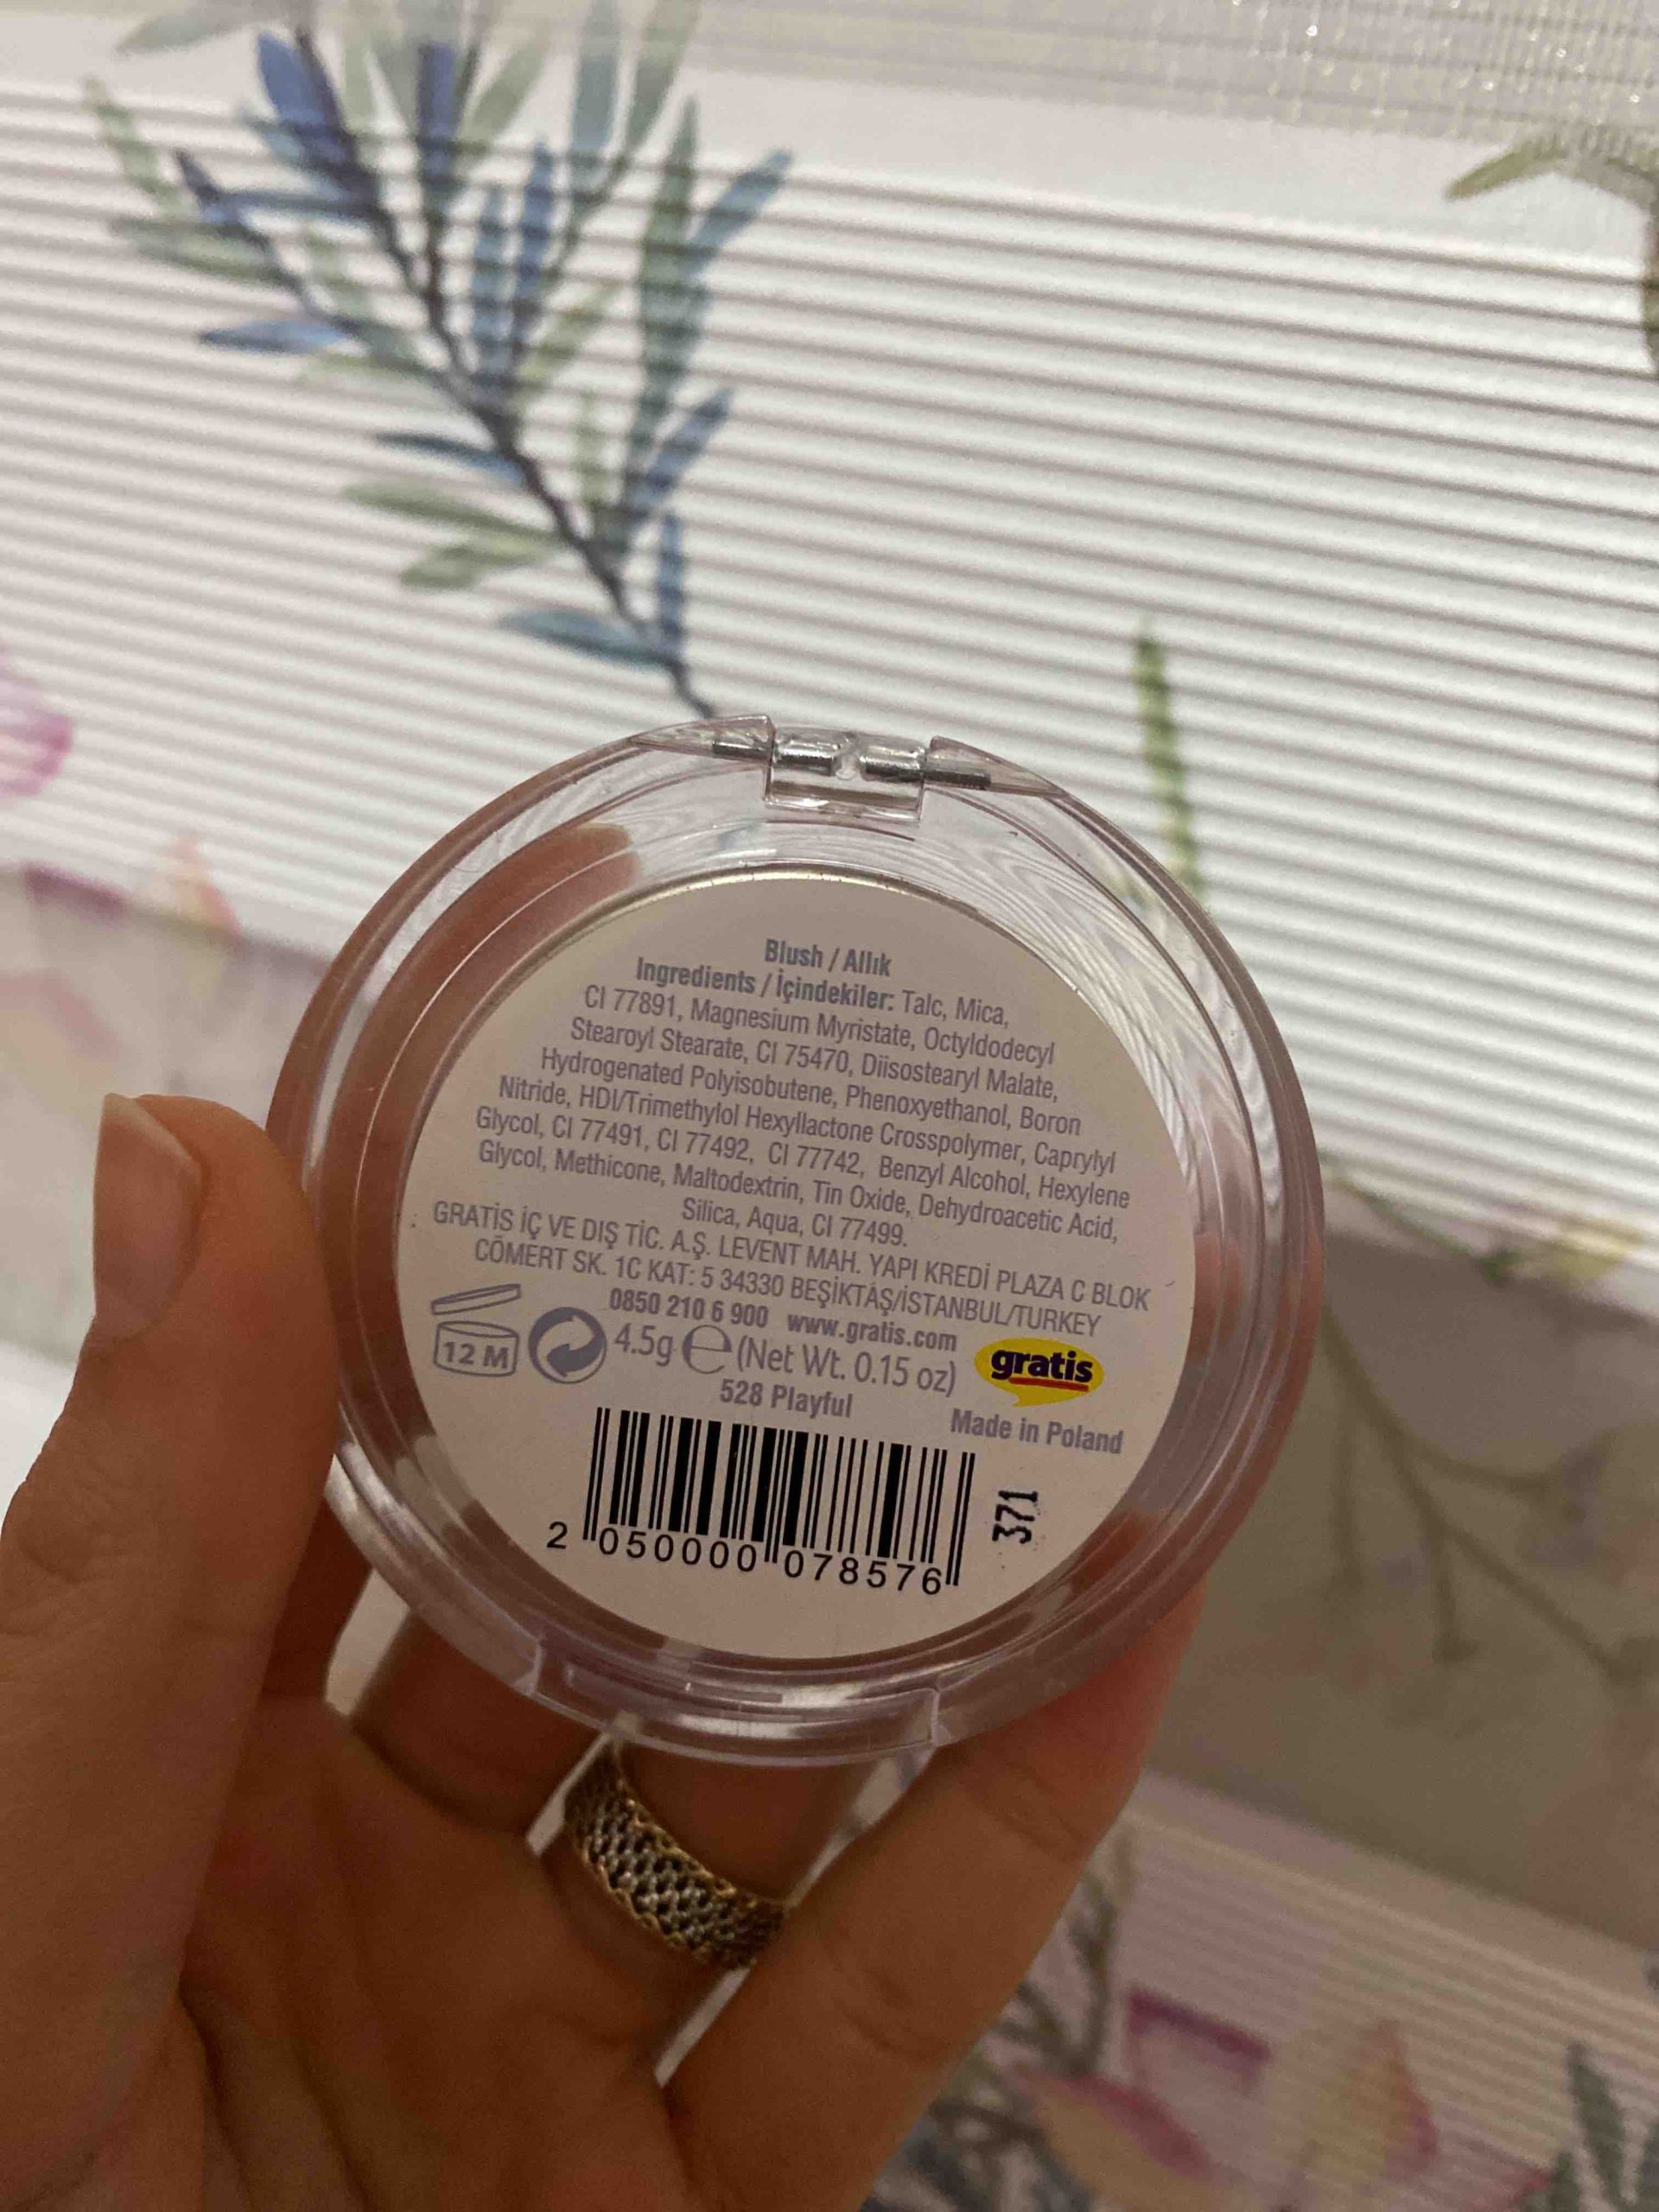 Blush / Allık
Ingredients / İçindekiler: Talc, Mica,
CI 77891, Magnesium Myristate, Octyldodecyl
Stearoyl Stearate, CI 75470, Diisostearyl Malate,
Hydrogenated Polyisobutene, Phenoxyethanol, Boron
Nitride, HDI/Trimethylol Hexyllactone Crosspolymer, Caprylyl
Glycol, CI 77491, CI 77492, CI 77742, Benzyl Alcohol, Hexylene
Glycol, Methicone, Maltodextrin, Tin Oxide, Dehydroacetic Acid,
Silica, Aqua, CI 77499.
GRATİS İÇ VE DIŞ TİC. A.Ş. LEVENT MAH. YAPI KREDİ PLAZA C BLOK
CÖMERT SK. 1C KAT: 5 34330 BEŞİKTAŞ/İSTANBUL/TURKEY
0850 210 6 900 www.gratis.com
12 M 4.5g e (Net Wt. 0.15 oz) gratis
528 Playful
Made in Poland
371
2 050000 078576